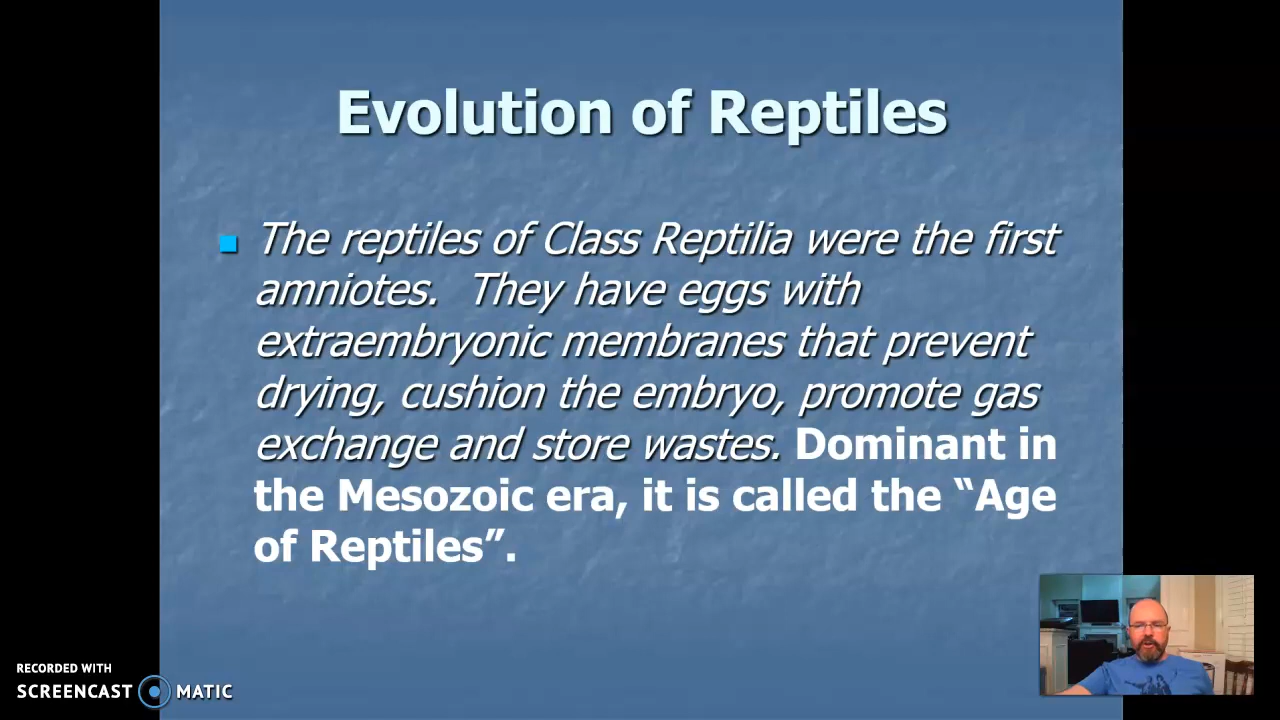 Evolution of Reptiles
The reptiles of Class Reptilia were the first
amniotes. They have eggs with
extraembryonic membranes that prevent
drying, cushion the embryo, promote gas
exchange and store wastes. Dominant in
the Mesozoic era, it is called the “Age
of Reptiles”.
RECORDED WITH
SCREENCAST MATIC